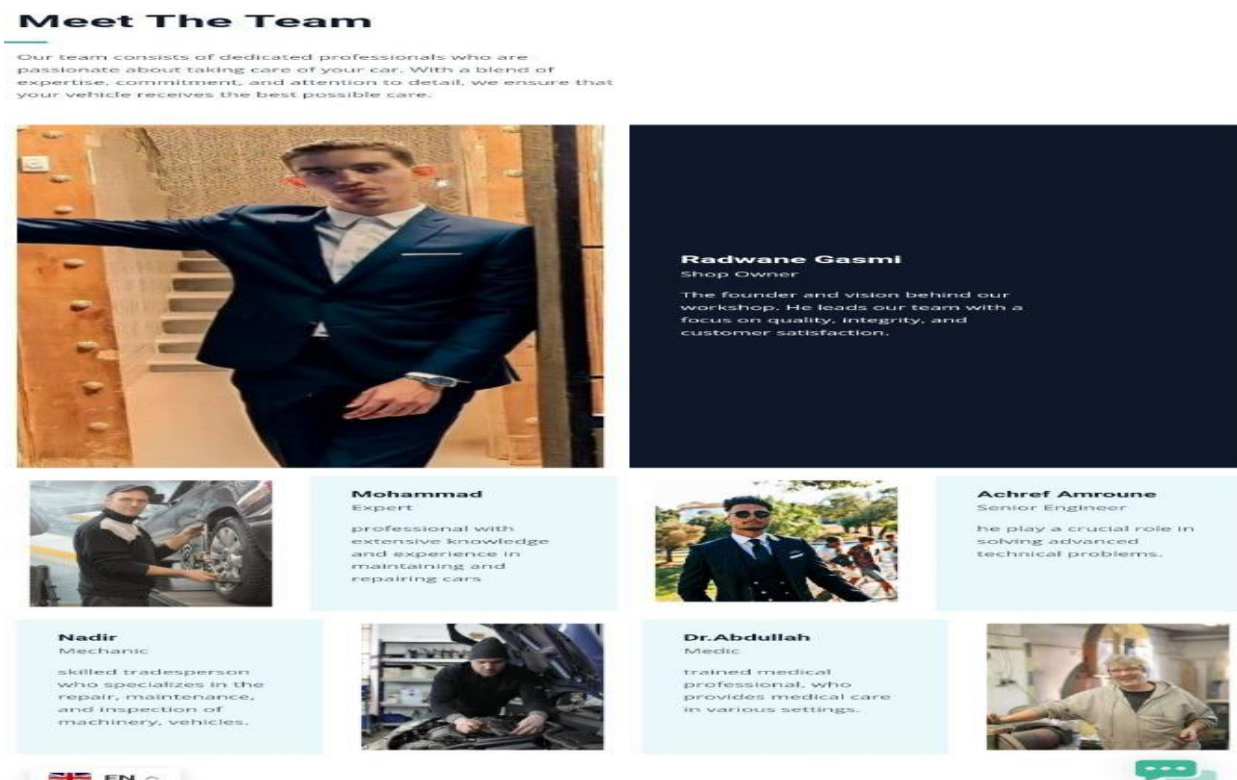 Meet The Team
Our team consists of dedicated professionals who are
passionate about taking care of your car. With a blend of
expertise, commitment, and attention to detail, we ensure that
your vehicle receives the best possible care.
Radwane Gasmi
Shop Owner
The founder and vision behind our
workshop. He leads our team with a
focus on quality, integrity, and
customer satisfaction.
Mohammad
Expert
professional with
extensive knowledge
and experience in
maintaining and
repairing cars
Achref Amroune
Senior Engineer
he play a crucial role in
solving advanced
technical problems.
Nadir
Mechanic
skilled tradesperson
who specializes in the
repair, maintenance,
and inspection of
machinery, vehicles.
Dr.Abdullah
Medic
trained medical
professional, who
provides medical care
in various settings.
EN